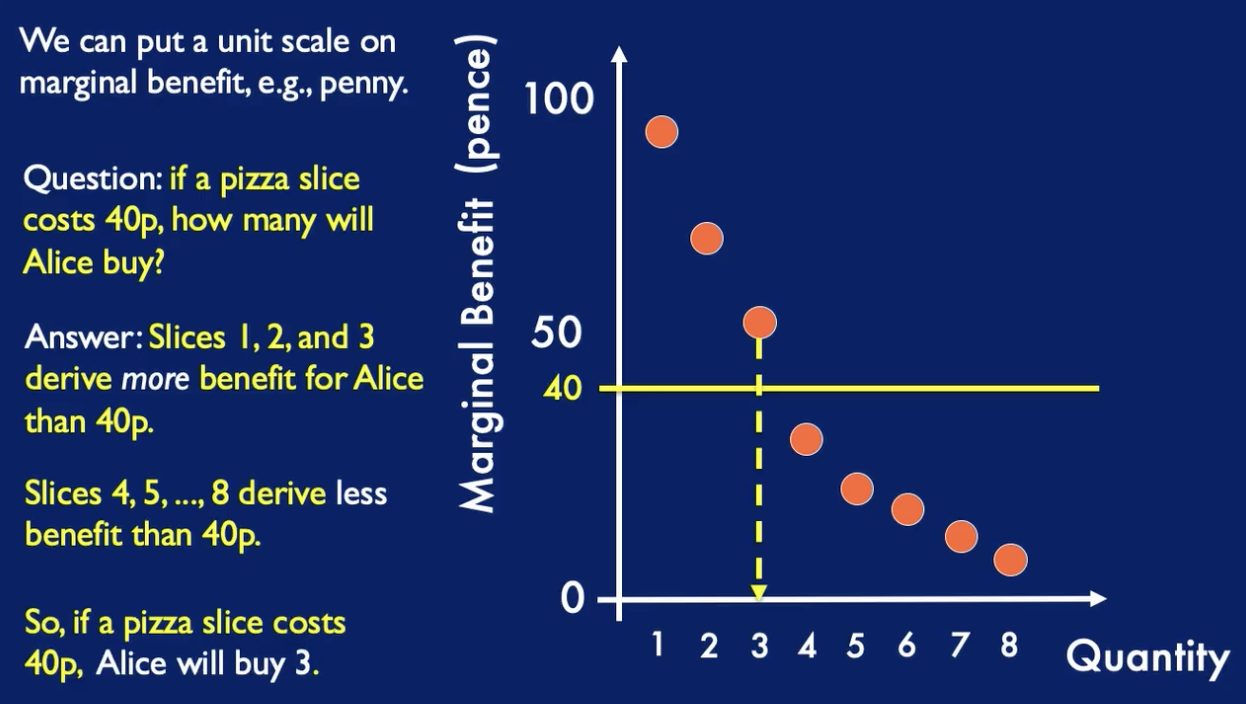 We can put a unit scale on
marginal benefit, e.g., penny.
Question: if a pizza slice
costs 40p, how many will
Alice buy?
Answer: Slices 1, 2, and 3
derive more benefit for Alice
than 40p.
Slices 4, 5, ..., 8 derive less
benefit than 40p.
So, if a pizza slice costs
40p, Alice will buy 3.
Marginal Benefit (pence)
100
50
40
0
1 2 3 4 5 6 7 8
Quantity